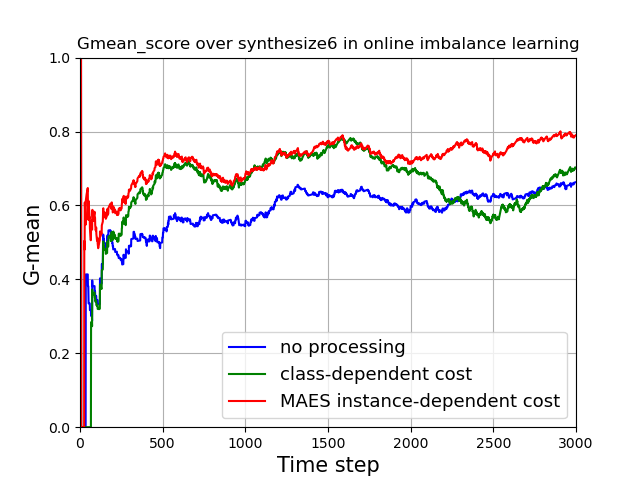 Gmean_score over synthesize6 in online imbalance learning
1.0
0.8
0.6
0.4
0.2
0.0
G-mean
no processing
class-dependent cost
MAES instance-dependent cost
0 500 1000 1500 2000 2500 3000
Time step